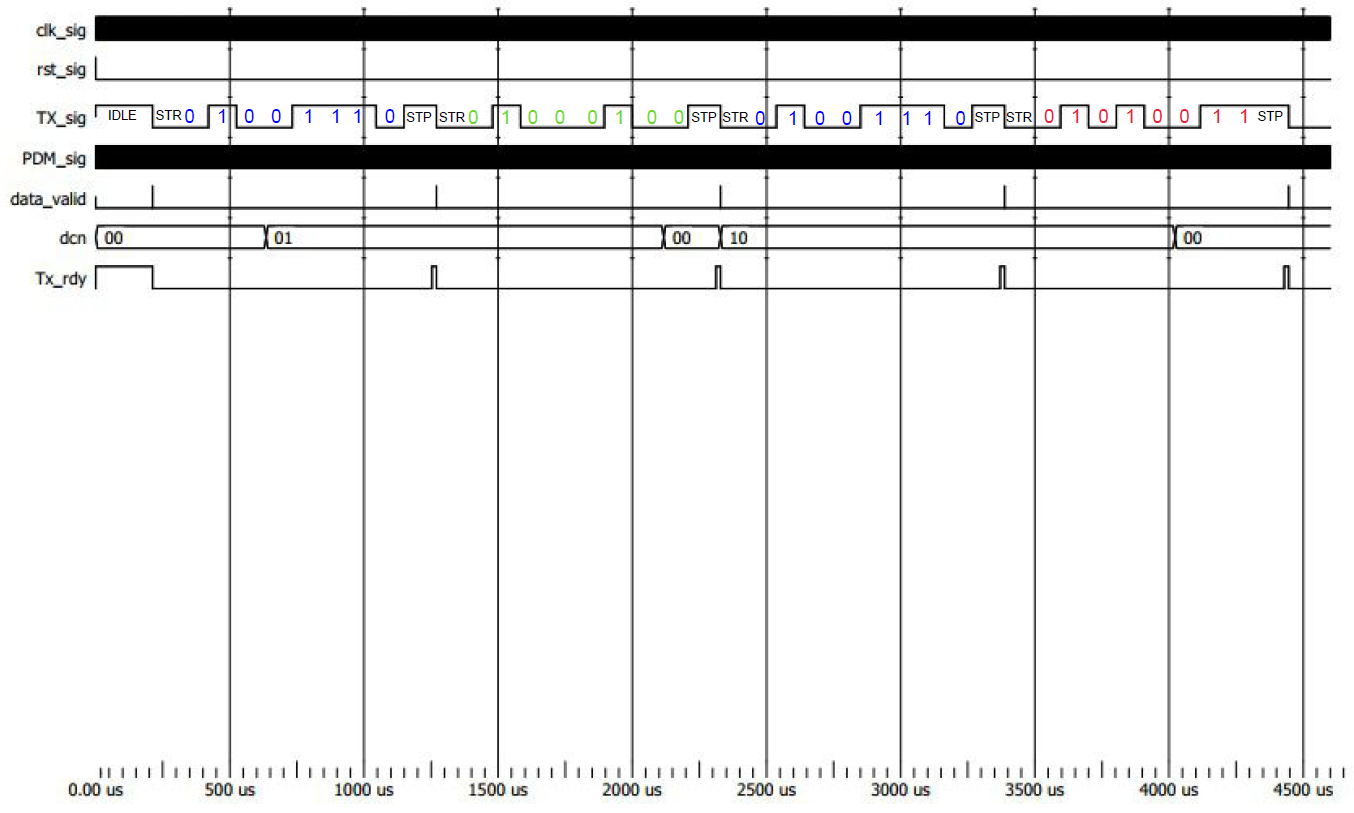 clk_sig
rst_sig
TX_sig IDLE STR 0 1 0 0 1 1 1 0 STP STR 0 1 0 0 0 1 0 0 STP STR 0 1 0 0 1 1 1 0 STP STR 0 1 0 1 0 0 1 1 STP
PDM_sig
data_valid
dcn 00 01 00 10 00
Tx_rdy
0.00 us 500 us 1000 us 1500 us 2000 us 2500 us 3000 us 3500 us 4000 us 4500 us